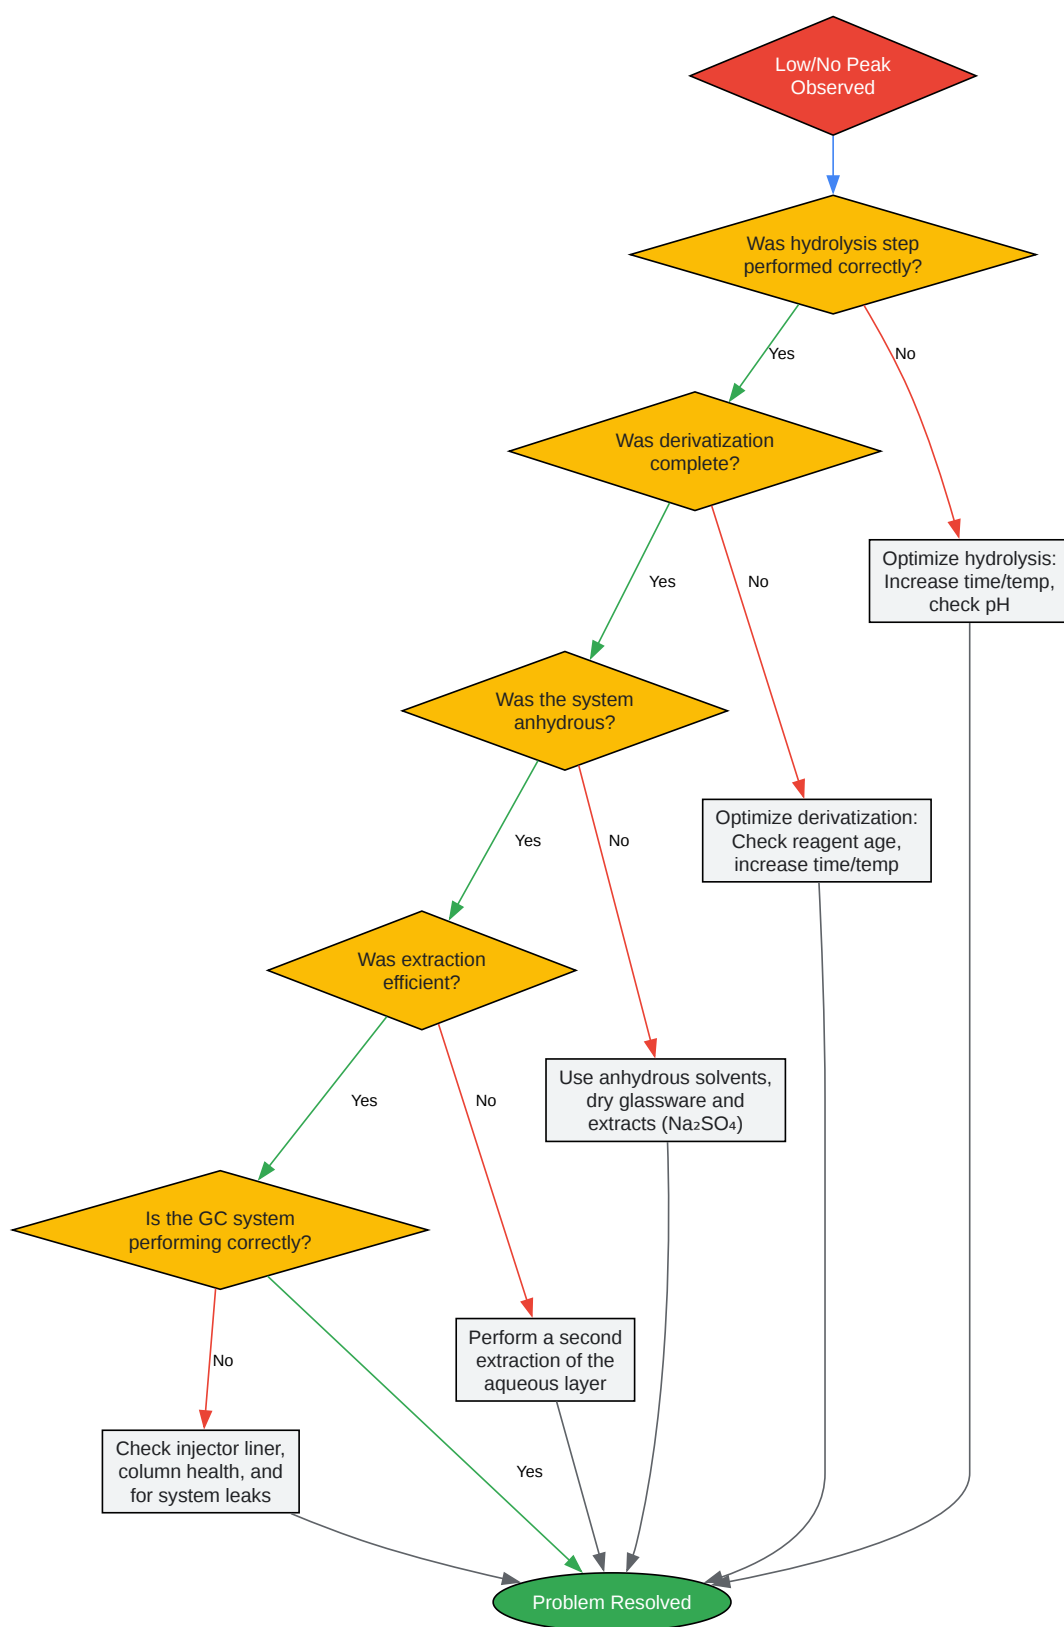 Low/No Peak
Observed
Was hydrolysis step
performed correctly?
Yes
No
Was derivatization
complete?
Yes
No
Optimize hydrolysis:
Increase time/temp,
check pH
Was the system
anhydrous?
Yes
No
Optimize derivatization:
Check reagent age,
increase time/temp
Was extraction
efficient?
Yes
No
Use anhydrous solvents,
dry glassware and
extracts (Na₂SO₄)
Is the GC system
performing correctly?
No
Yes
Perform a second
extraction of the
aqueous layer
Check injector liner,
column health, and
for system leaks
Problem Resolved